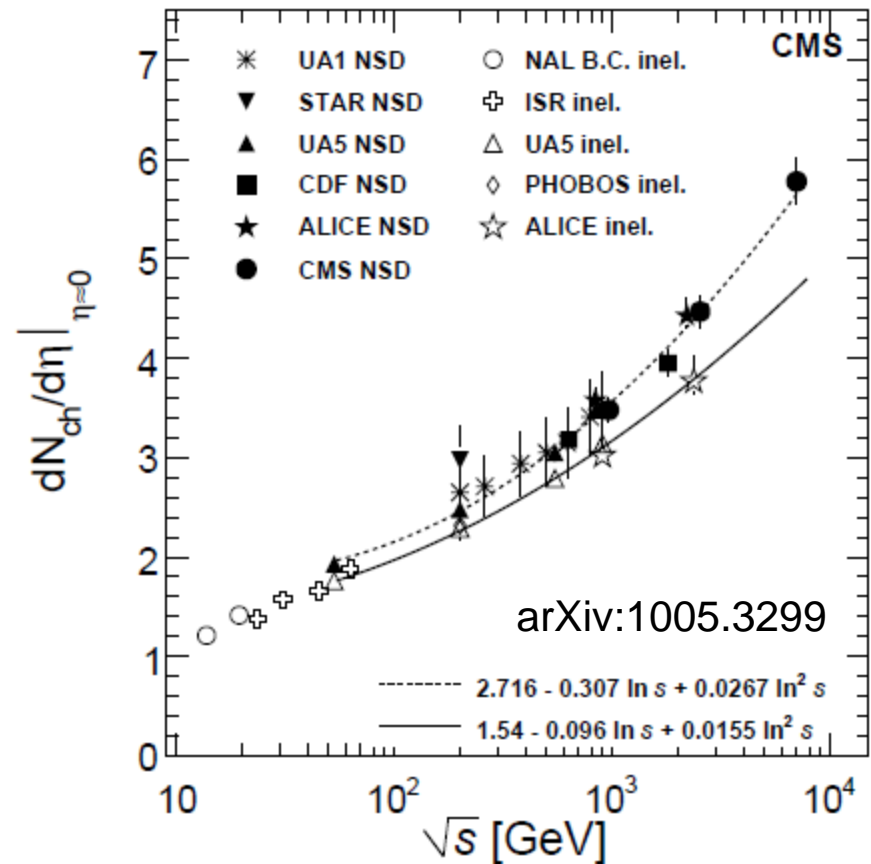 CMS
UA1 NSD
STAR NSD
UA5 NSD
CDF NSD
ALICE NSD
CMS NSD
NAL B.C. inel.
ISR inel.
UA5 inel.
PHOBOS inel.
ALICE inel.
7
6
5
4
3
2
1
0
dN_ch/dη|_η≈0
arXiv:1005.3299
2.716 - 0.307 ln s + 0.0267 ln² s
1.54 - 0.096 ln s + 0.0155 ln² s
10 10² 10³ 10⁴
√s [GeV]